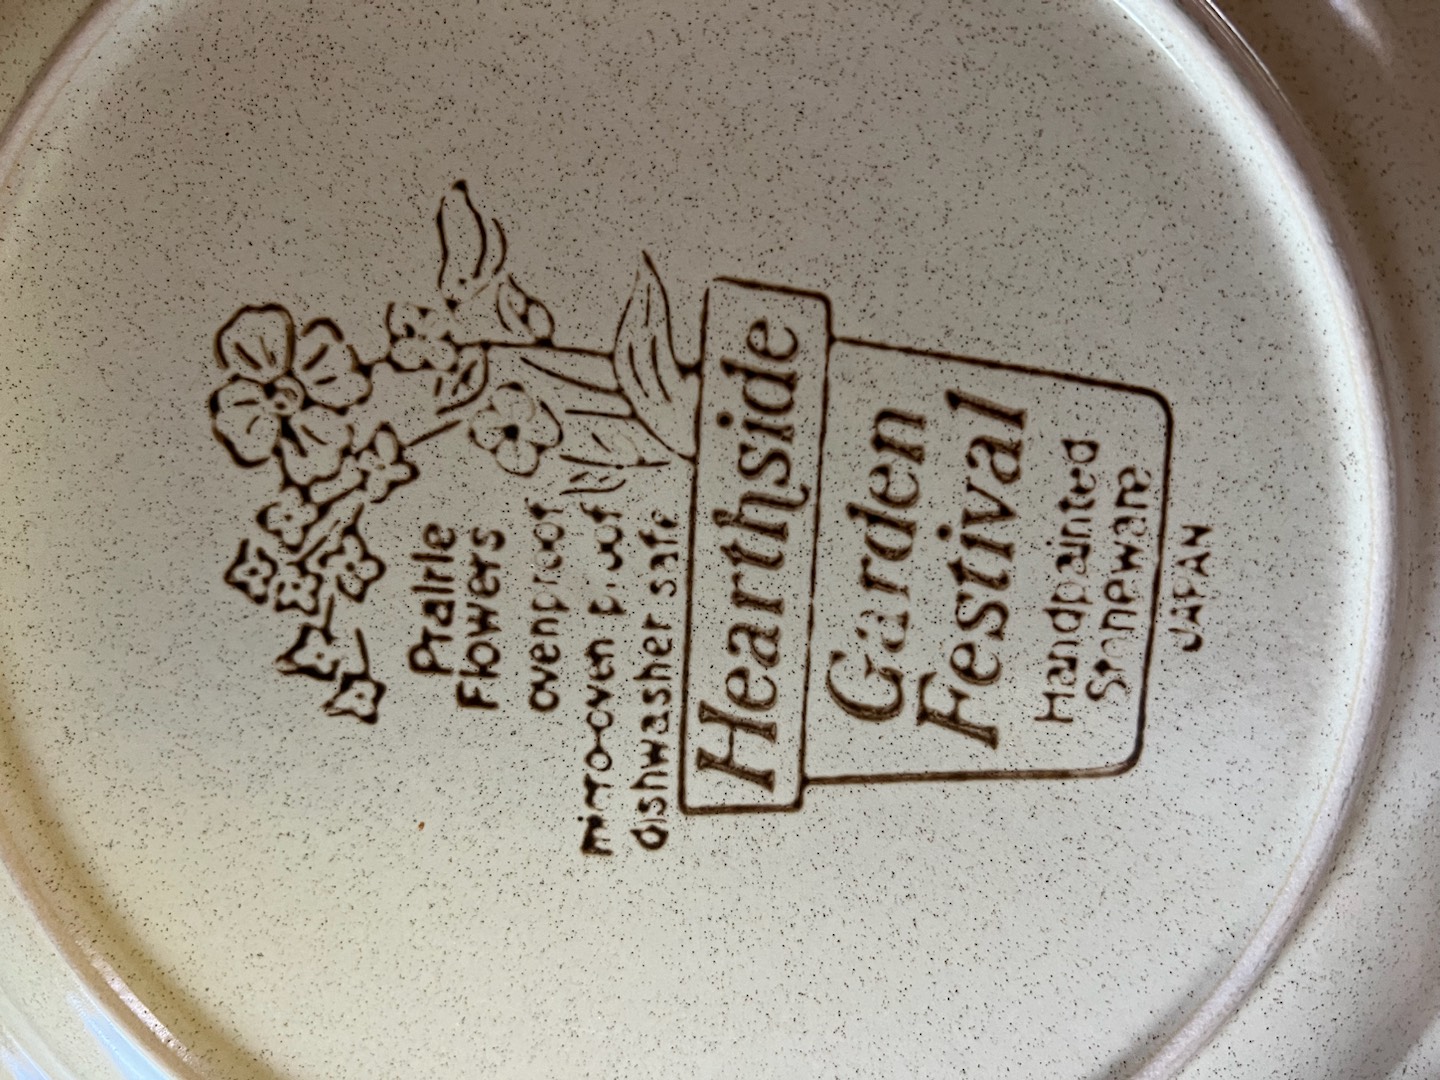 Prairie
Flowers
ovenproof
micro-oven proof
dishwasher safe
Hearthside
Garden
Festival
Handpainted
Stoneware
JAPAN